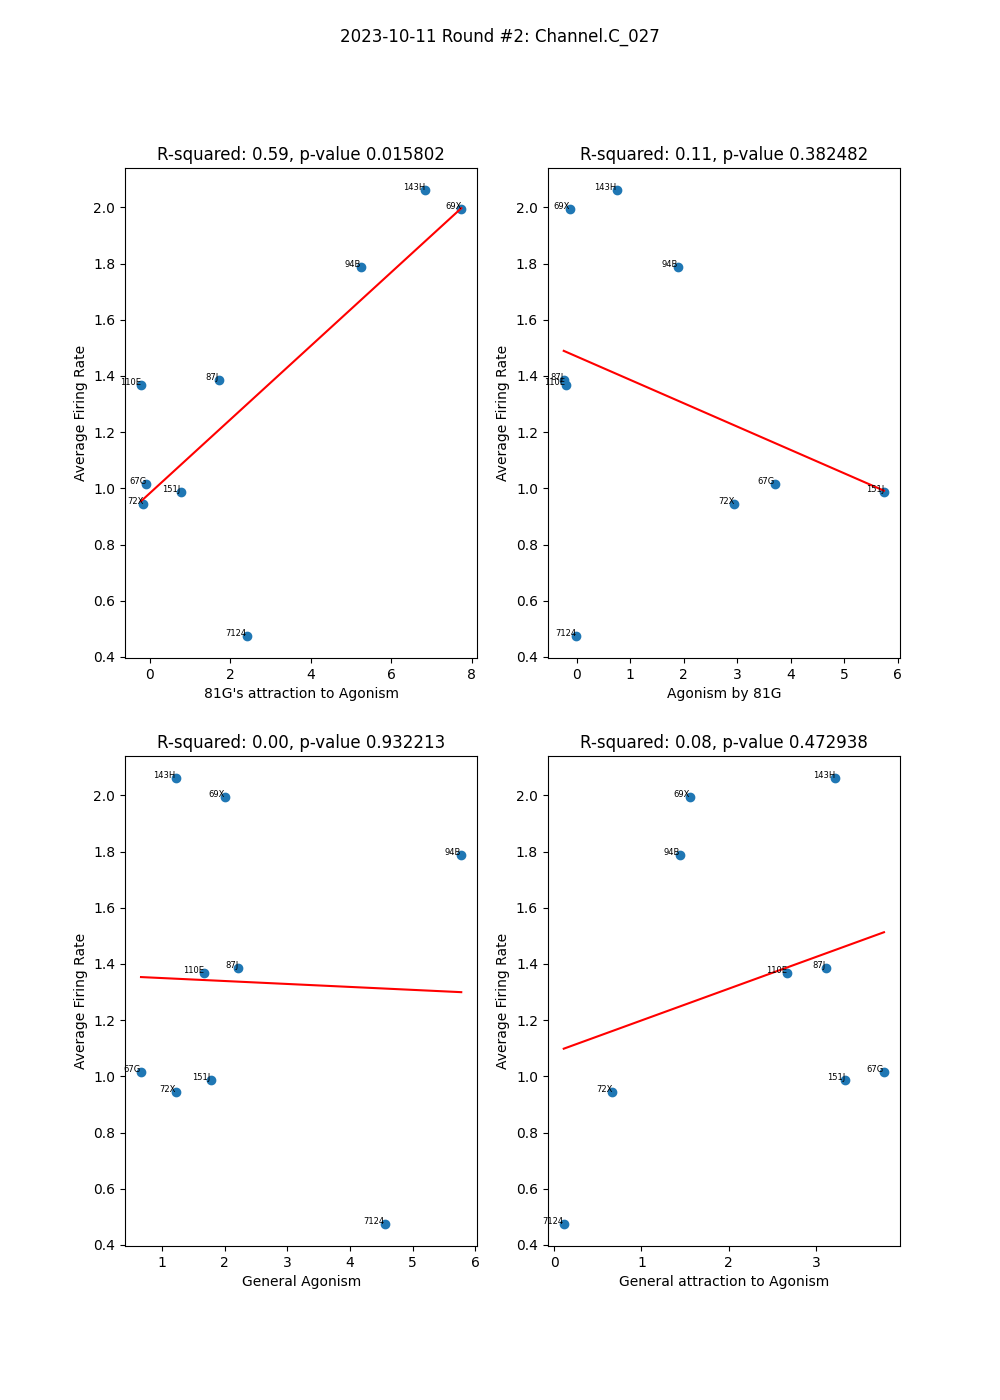 2023-10-11 Round #2: Channel.C_027
R-squared: 0.59, p-value 0.015802
Average Firing Rate
2.0
1.8
1.6
1.4
1.2
1.0
0.8
0.6
0.4
143H
69X
94B
110E
87J
67G
151J
72X
7124
0 2 4 6 8
81G's attraction to Agonism
R-squared: 0.11, p-value 0.382482
Average Firing Rate
2.0
1.8
1.6
1.4
1.2
1.0
0.8
0.6
0.4
143H
69X
94B
87J
110E
67G
151J
72X
7124
0 1 2 3 4 5 6
Agonism by 81G
R-squared: 0.00, p-value 0.932213
Average Firing Rate
2.0
1.8
1.6
1.4
1.2
1.0
0.8
0.6
0.4
143H
69X
94B
110E
87J
67G
151J
72X
7124
1 2 3 4 5 6
General Agonism
R-squared: 0.08, p-value 0.472938
Average Firing Rate
2.0
1.8
1.6
1.4
1.2
1.0
0.8
0.6
0.4
143H
69X
94B
110E
87J
67G
151J
72X
7124
0 1 2 3
General attraction to Agonism